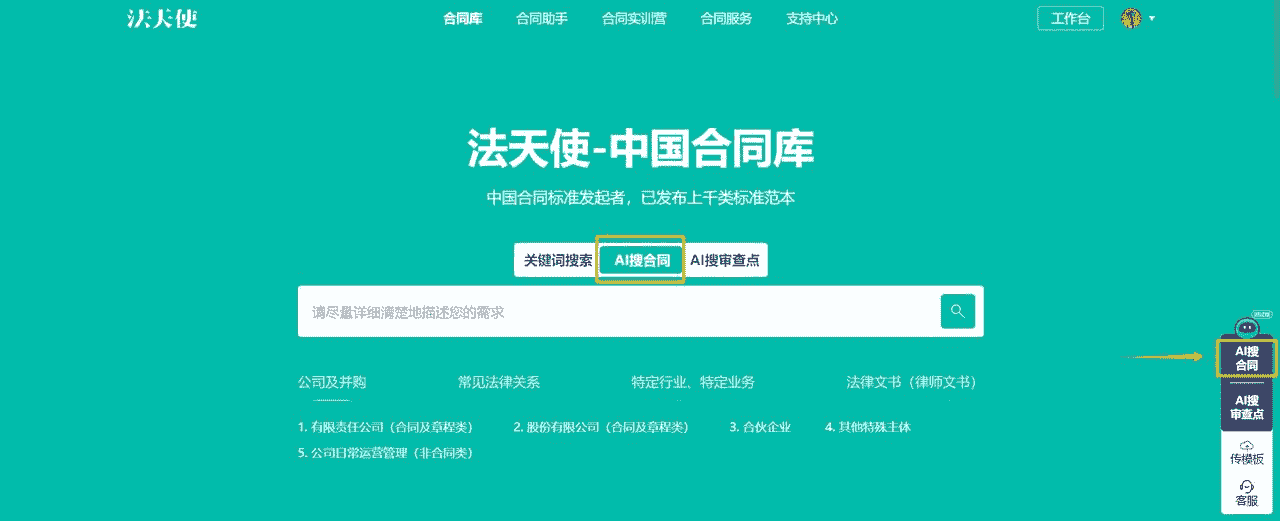 法天使
合同库 合同助手 合同实训营 合同服务 支持中心 工作台
法天使-中国合同库
中国合同标准发起者，已发布上千类标准范本
关键词搜索 AI搜合同 AI搜审查点
请尽量详细清楚地描述您的需求
公司及并购 常见法律关系 特定行业、特定业务 法律文书（律师文书）
1. 有限责任公司（合同及章程类） 2. 股份有限公司（合同及章程类） 3. 合伙企业 4. 其他特殊主体
5. 公司日常运营管理（非合同类）
AI搜
合同
AI搜
审查点
传模板
客服